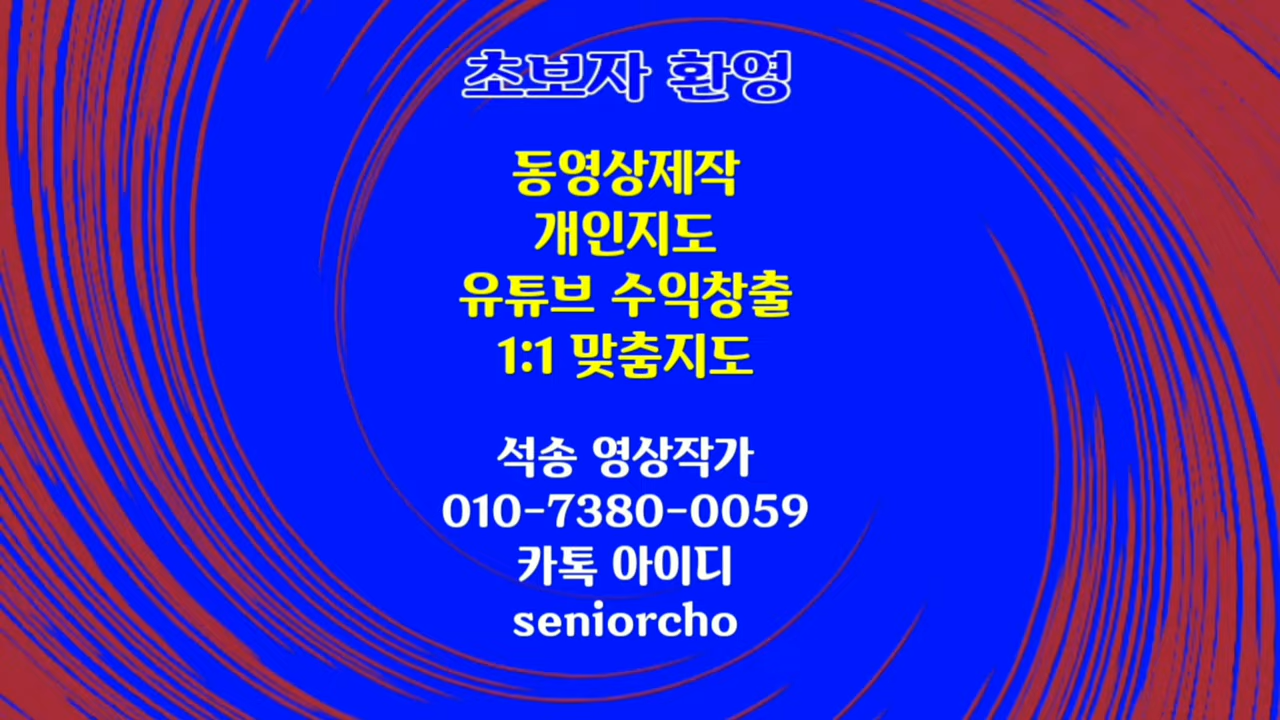 초보자 환영
동영상제작
개인지도
유튜브 수익창출
1:1 맞춤지도
석송 영상작가
010-7380-0059
카톡 아이디
seniorcho